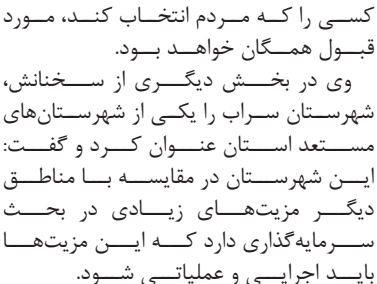 کسی را که مردم انتخاب کند، مورد
قبول همگان خواهد بود.
وی در بخش دیگری از سخنانش،
شهرستان سراب را یکی از شهرستان‌های
مستعد استان عنوان کرد و گفت:
این شهرستان در مقایسه با مناطق
دیگر مزیت‌های زیادی در بحث
سرمایه‌گذاری دارد که این مزیت‌ها
باید اجرایی و عملیاتی شود.